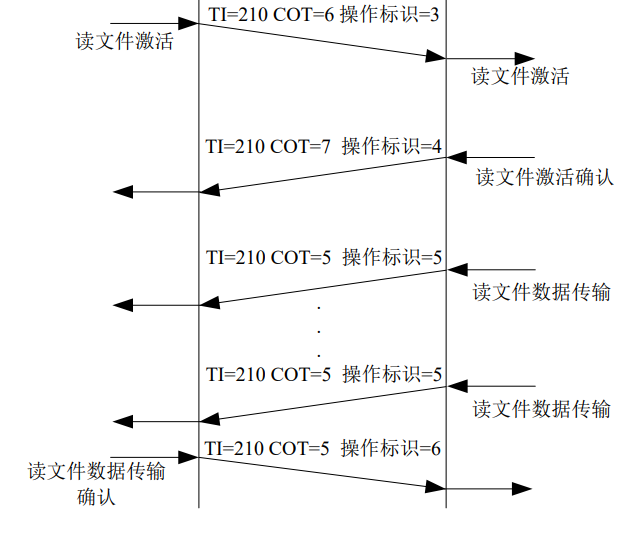 TI=210 COT=6 操作标识=3
读文件激活
读文件激活
TI=210 COT=7 操作标识=4
读文件激活确认
TI=210 COT=5 操作标识=5
读文件数据传输
TI=210 COT=5 操作标识=5
读文件数据传输
TI=210 COT=5 操作标识=6
读文件数据传输
确认